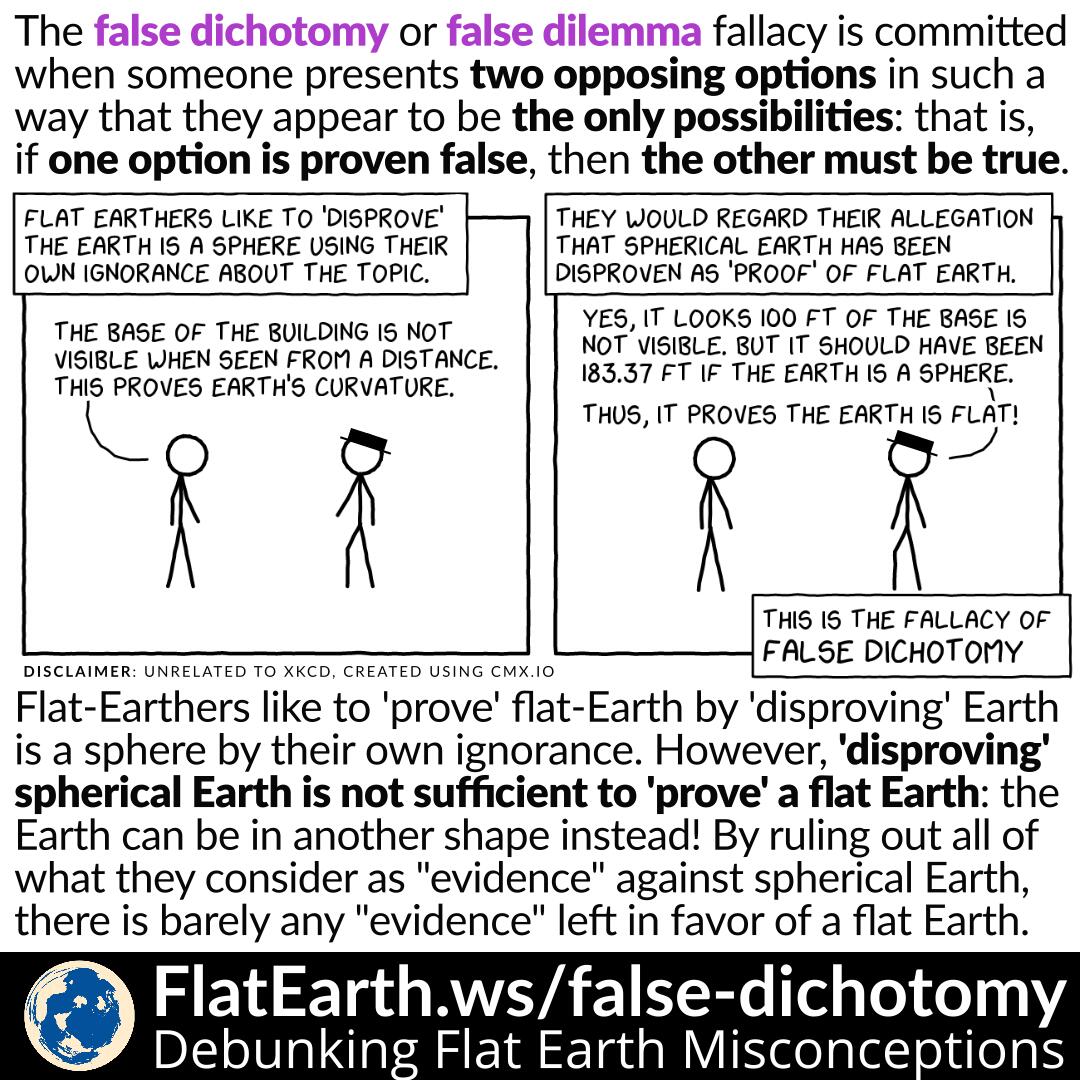 The false dichotomy or false dilemma fallacy is committed
when someone presents two opposing options in such a
way that they appear to be the only possibilities: that is,
if one option is proven false, then the other must be true.
FLAT EARTHERS LIKE TO 'DISPROVE'
THE EARTH IS A SPHERE USING THEIR
OWN IGNORANCE ABOUT THE TOPIC.
THE BASE OF THE BUILDING IS NOT
VISIBLE WHEN SEEN FROM A DISTANCE.
THIS PROVES EARTH'S CURVATURE.
THEY WOULD REGARD THEIR ALLEGATION
THAT SPHERICAL EARTH HAS BEEN
DISPROVEN AS 'PROOF' OF FLAT EARTH.
YES, IT LOOKS 100 FT OF THE BASE IS
NOT VISIBLE. BUT IT SHOULD HAVE BEEN
183.37 FT IF THE EARTH IS A SPHERE.
THUS, IT PROVES THE EARTH IS FLAT!
THIS IS THE FALLACY OF
FALSE DICHOTOMY
DISCLAIMER: UNRELATED TO XKCD, CREATED USING CMX.IO
Flat-Earthers like to 'prove' flat-Earth by 'disproving' Earth
is a sphere by their own ignorance. However, 'disproving'
spherical Earth is not sufficient to 'prove' a flat Earth: the
Earth can be in another shape instead! By ruling out all of
what they consider as "evidence" against spherical Earth,
there is barely any "evidence" left in favor of a flat Earth.
FlatEarth.ws/false-dichotomy
Debunking Flat Earth Misconceptions